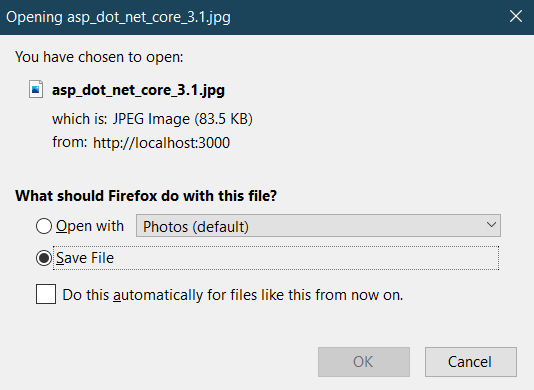 Opening asp_dot_net_core_3.1.jpg
You have chosen to open:
asp_dot_net_core_3.1.jpg
which is: JPEG Image (83.5 KB)
from: http://localhost:3000
What should Firefox do with this file?
Open with Photos (default)
Save File
Do this automatically for files like this from now on.
OK Cancel